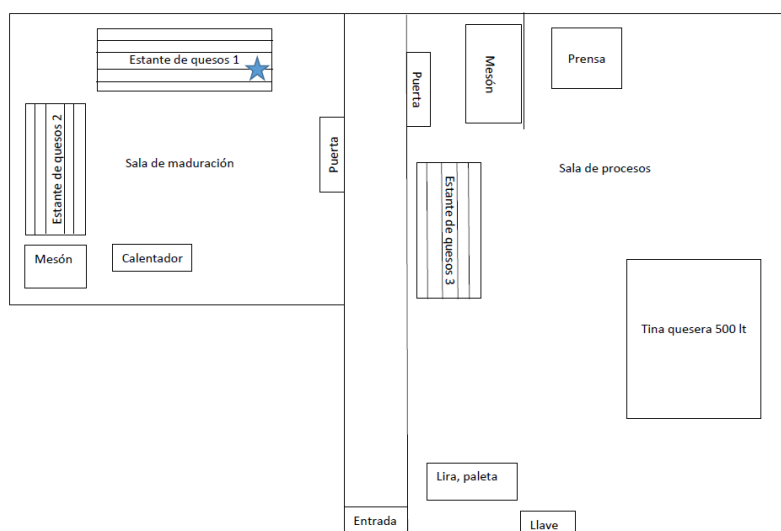 Estante de quesos 1
Puerta
Mesón
Prensa
Estante de quesos 2
Sala de maduración
Puerta
Estante de quesos 3
Sala de procesos
Mesón
Calentador
Tina quesera 500 lt
Lira, paleta
Entrada
Llave